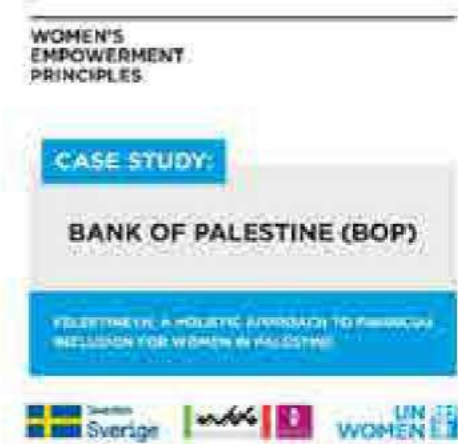 WOMEN'S
EMPOWERMENT
PRINCIPLES
CASE STUDY:
BANK OF PALESTINE (BOP)
A HOLISTIC APPROACH TO FINANCIAL
INCLUSION FOR WOMEN IN PALESTINE
Sweden
Sverige
UN
WOMEN